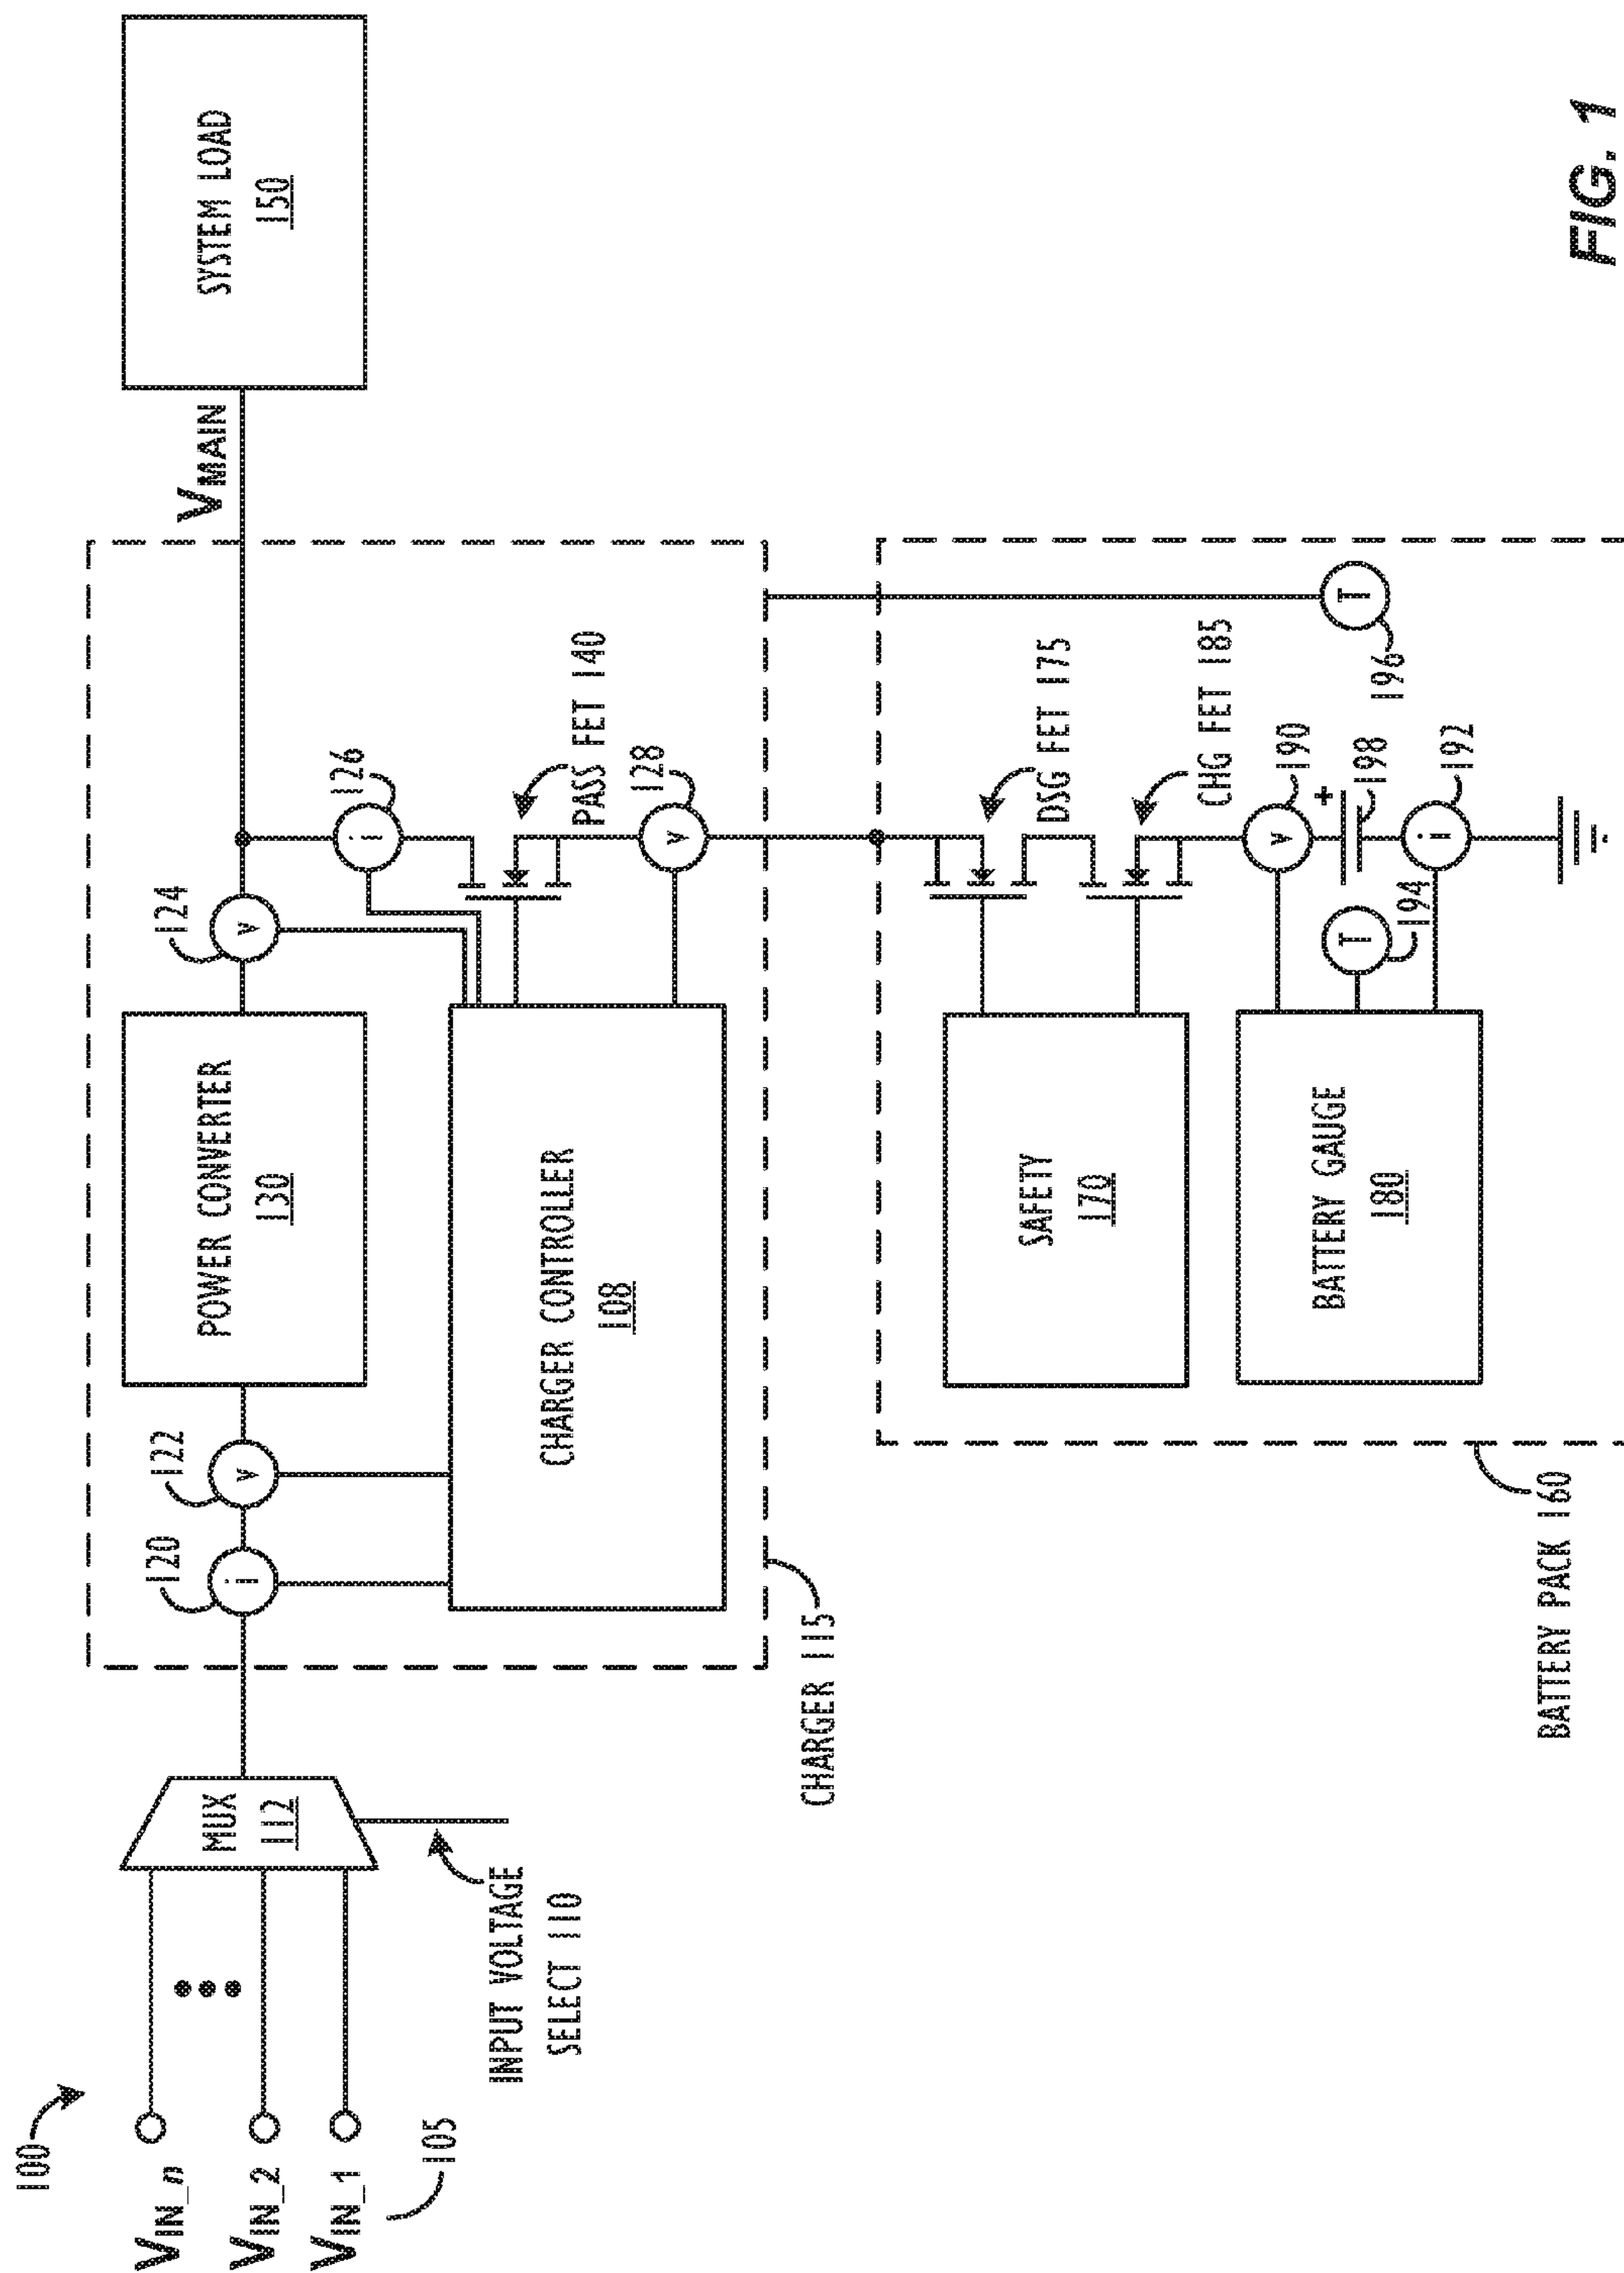 100
VIN_n
VIN_2
VIN_1
105
MUX
112
INPUT VOLTAGE
SELECT 110
120
i
122
v
POWER CONVERTER
130
124
v
VMAIN
SYSTEM LOAD
150
126
i
CHARGER CONTROLLER
108
PASS FET 140
128
v
CHARGER 115
SAFETY
170
DSG FET 175
CHG FET 185
BATTERY GAUGE
180
v
190
+
198
T
194
i
192
T
196
BATTERY PACK 160
FIG. 1